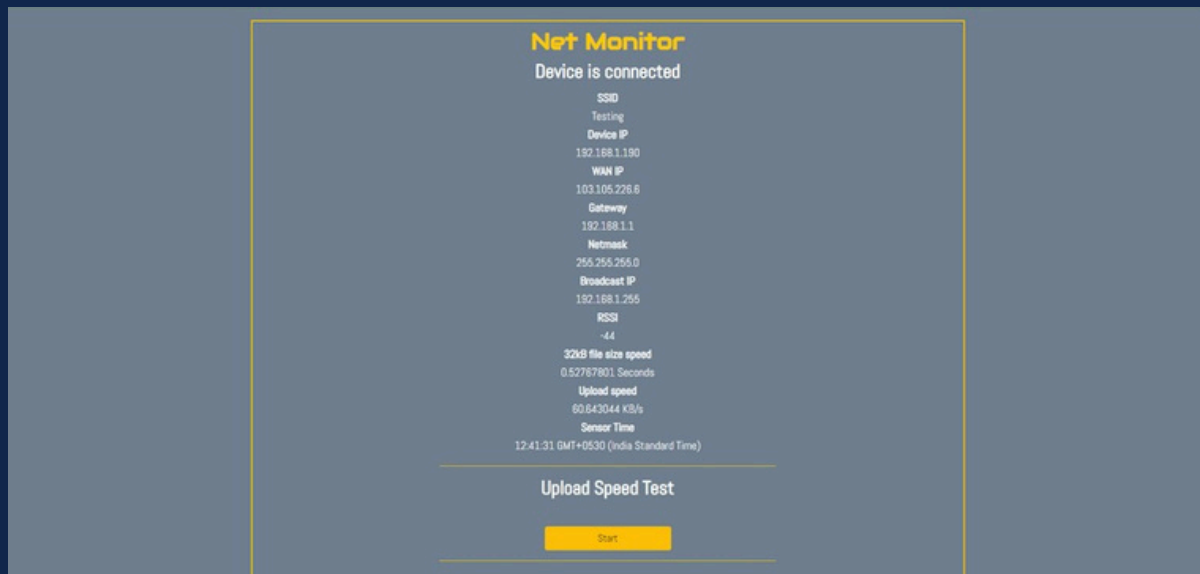 Net Monitor
Device is connected
SSID
Testing
Device IP
192.168.1.190
WAN IP
103.105.226.6
Gateway
192.168.1.1
Netmask
255.255.255.0
Broadcast IP
192.168.1.255
RSSI
-44
32kB file size speed
0.52767801 Seconds
Upload speed
60.643044 KB/s
Sensor Time
12:41:31 GMT+0530 (India Standard Time)
Upload Speed Test
Start